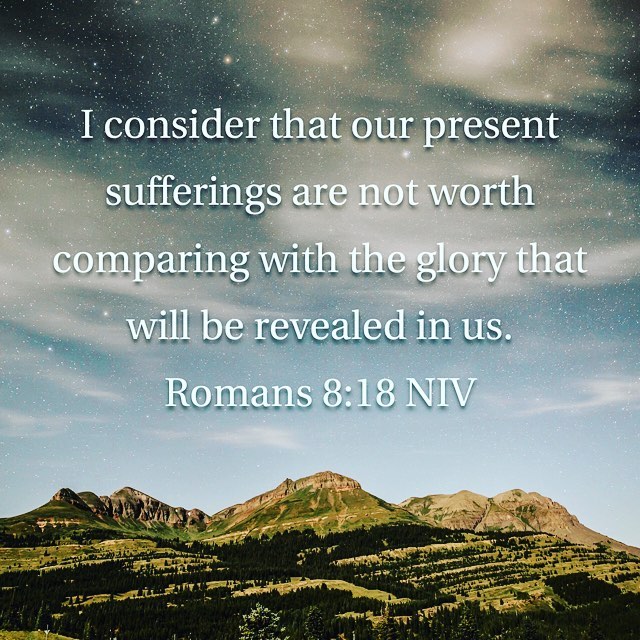 I consider that our present
sufferings are not worth
comparing with the glory that
will be revealed in us.
Romans 8:18 NIV